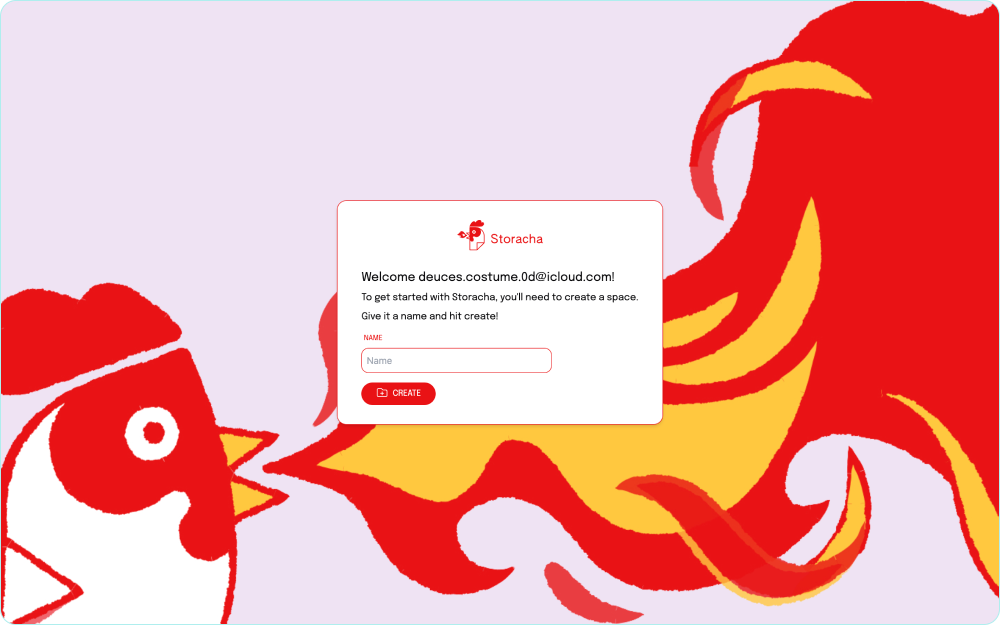 Storacha
Welcome deuces.costume.0d@icloud.com!
To get started with Storacha, you'll need to create a space.
Give it a name and hit create!
NAME
Name
CREATE